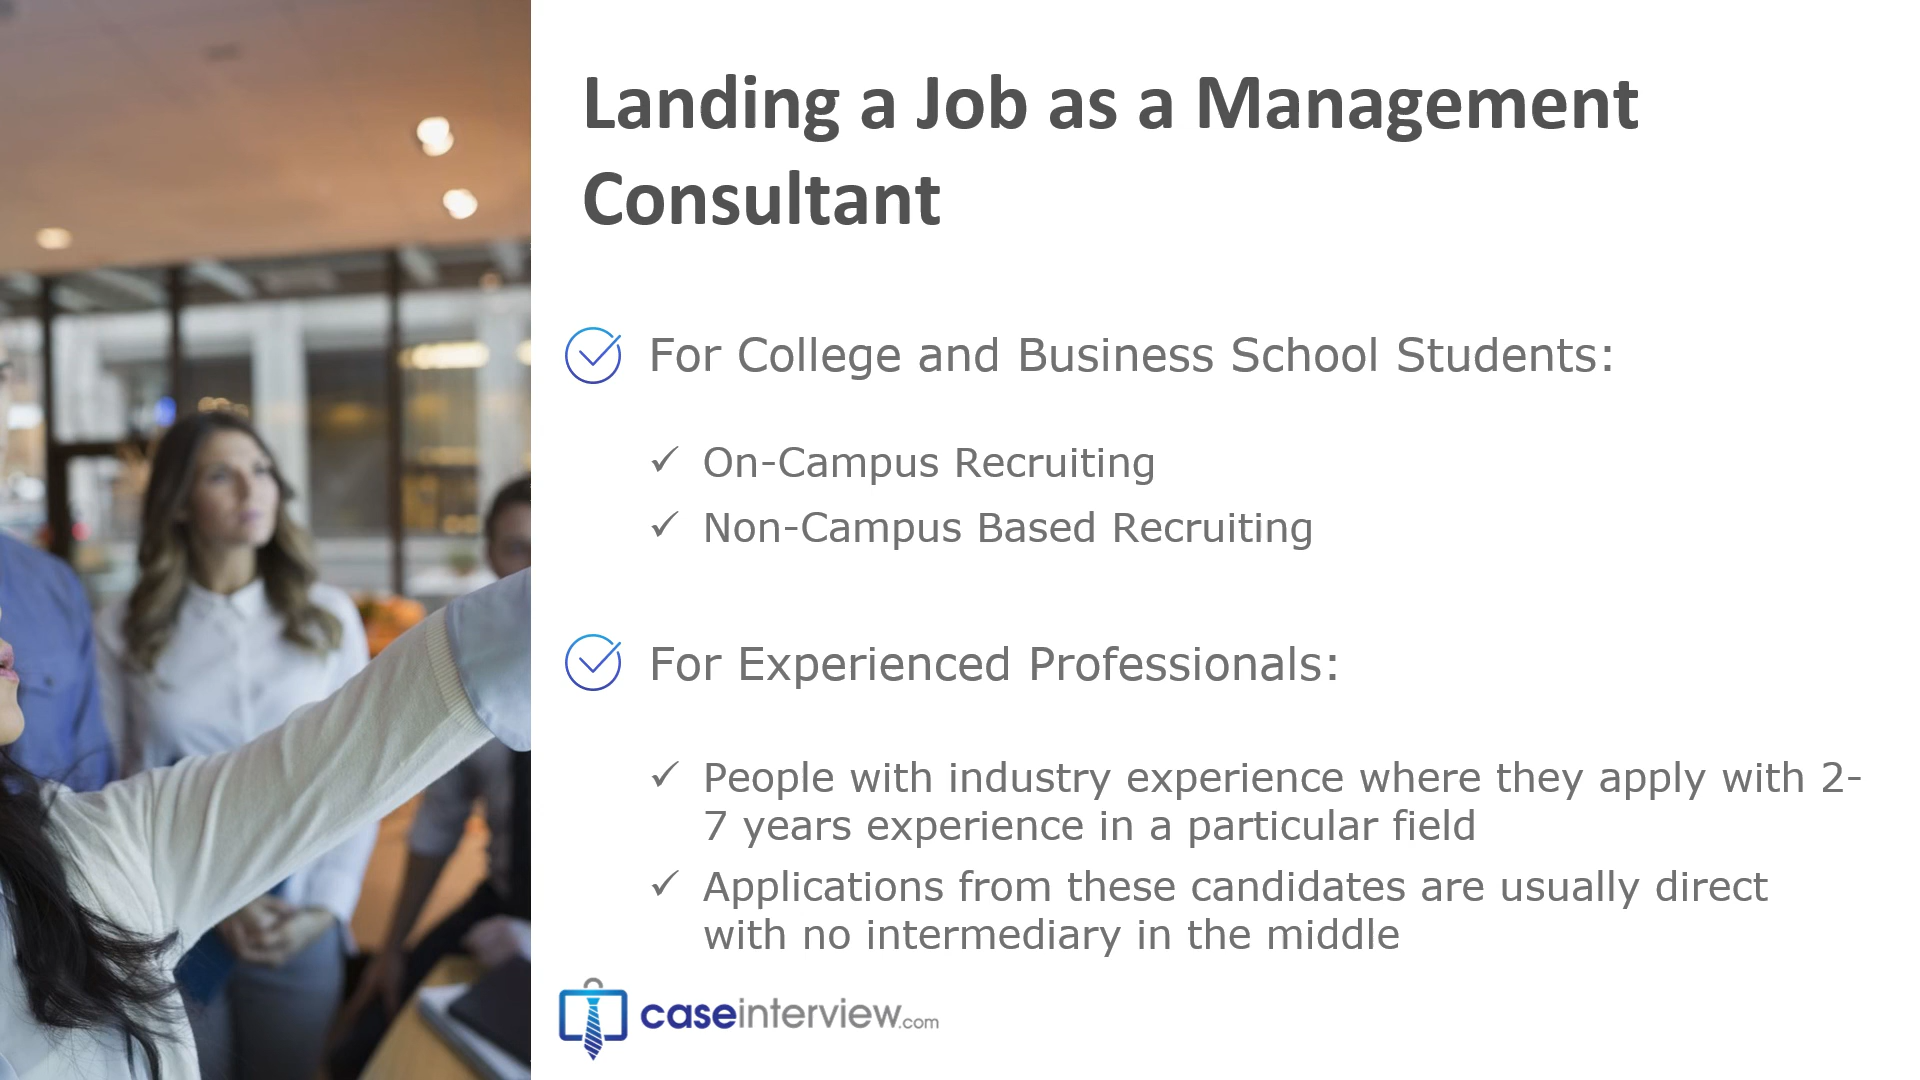 Landing a Job as a Management
Consultant
For College and Business School Students:
✓ On-Campus Recruiting
✓ Non-Campus Based Recruiting
For Experienced Professionals:
✓ People with industry experience where they apply with 2-
7 years experience in a particular field
✓ Applications from these candidates are usually direct
with no intermediary in the middle
caseinterview.com